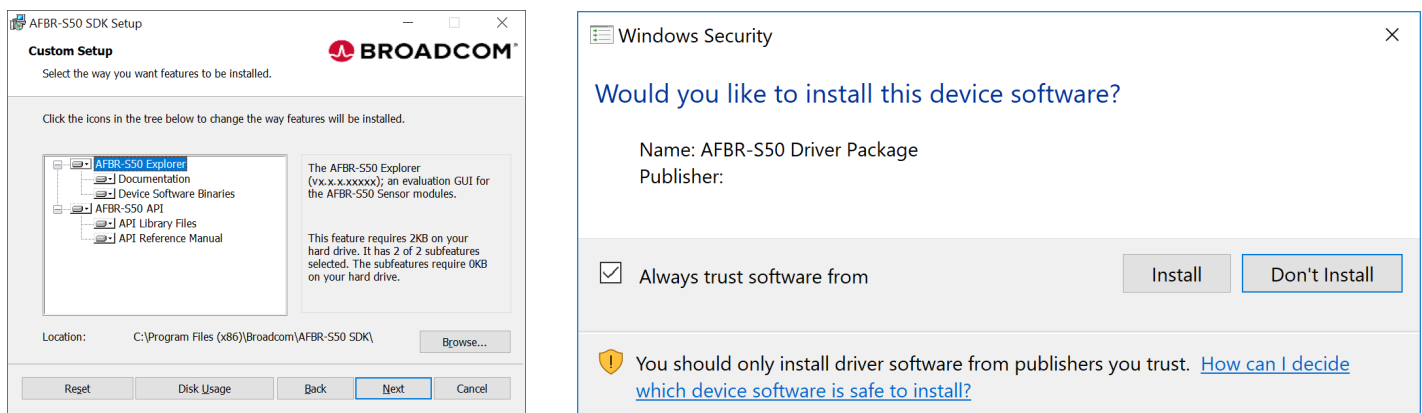 AFBR-S50 SDK Setup
Custom Setup
BROADCOM®
Select the way you want features to be installed.
Click the icons in the tree below to change the way features will be installed.
AFBR-S50 Explorer
Documentation
Device Software Binaries
AFBR-S50 API
API Library Files
API Reference Manual
The AFBR-S50 Explorer
(vx.x.x.xxxxx); an evaluation GUI for
the AFBR-S50 Sensor modules.
This feature requires 2KB on your
hard drive. It has 2 of 2 subfeatures
selected. The subfeatures require 0KB
on your hard drive.
Location: C:\Program Files (x86)\Broadcom\AFBR-S50 SDK\
Browse...
Reset Disk Usage Back Next Cancel
Windows Security
Would you like to install this device software?
Name: AFBR-S50 Driver Package
Publisher:
Always trust software from
Install Don't Install
You should only install driver software from publishers you trust. How can I decide
which device software is safe to install?